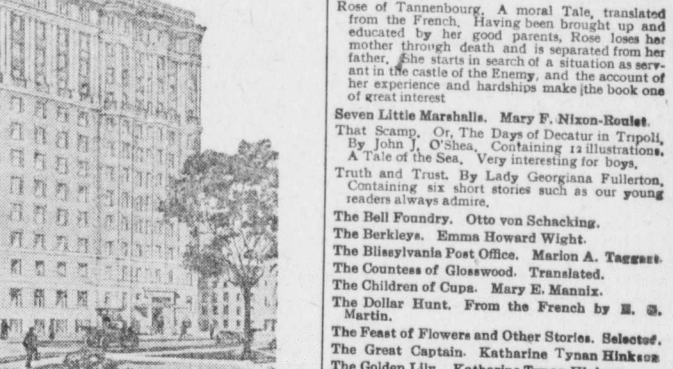 Rose of Tannenbourg. A moral Tale, translated
from the French. Having been brought up and
educated by her good parents, Rose loses her
mother through death and is separated from her
father. She starts in search of a situation as serv-
ant in the castle of the Enemy, and the account of
her experience and hardships make the book one
of great interest
Seven Little Marshalls. Mary F. Nixon-Roulet.
That Scamp. Or, The Days of Decatur in Tripoli.
By John J. O'Shea. Containing 12 illustrations.
A Tale of the Sea. Very interesting for boys.
Truth and Trust. By Lady Georgiana Fullerton.
Containing six short stories such as our young
readers always admire.
The Bell Foundry. Otto von Schacking.
The Berkleys. Emma Howard Wight.
The Blissylvania Post Office. Marion A. Taggart.
The Countess of Glosswood. Translated.
The Children of Cupa. Mary E. Mannix.
The Dollar Hunt. From the French by E. G.
Martin.
The Feast of Flowers and Other Stories. Selected.
The Great Captain. Katharine Tynan Hinkson
The Golden Lily. Katharine Tynan